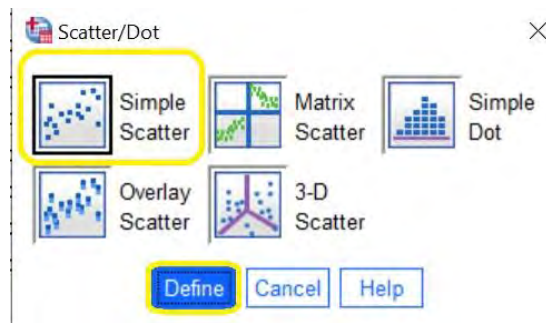 Scatter/Dot
Simple
Scatter
Matrix
Scatter
Simple
Dot
Overlay
Scatter
3-D
Scatter
Define Cancel Help